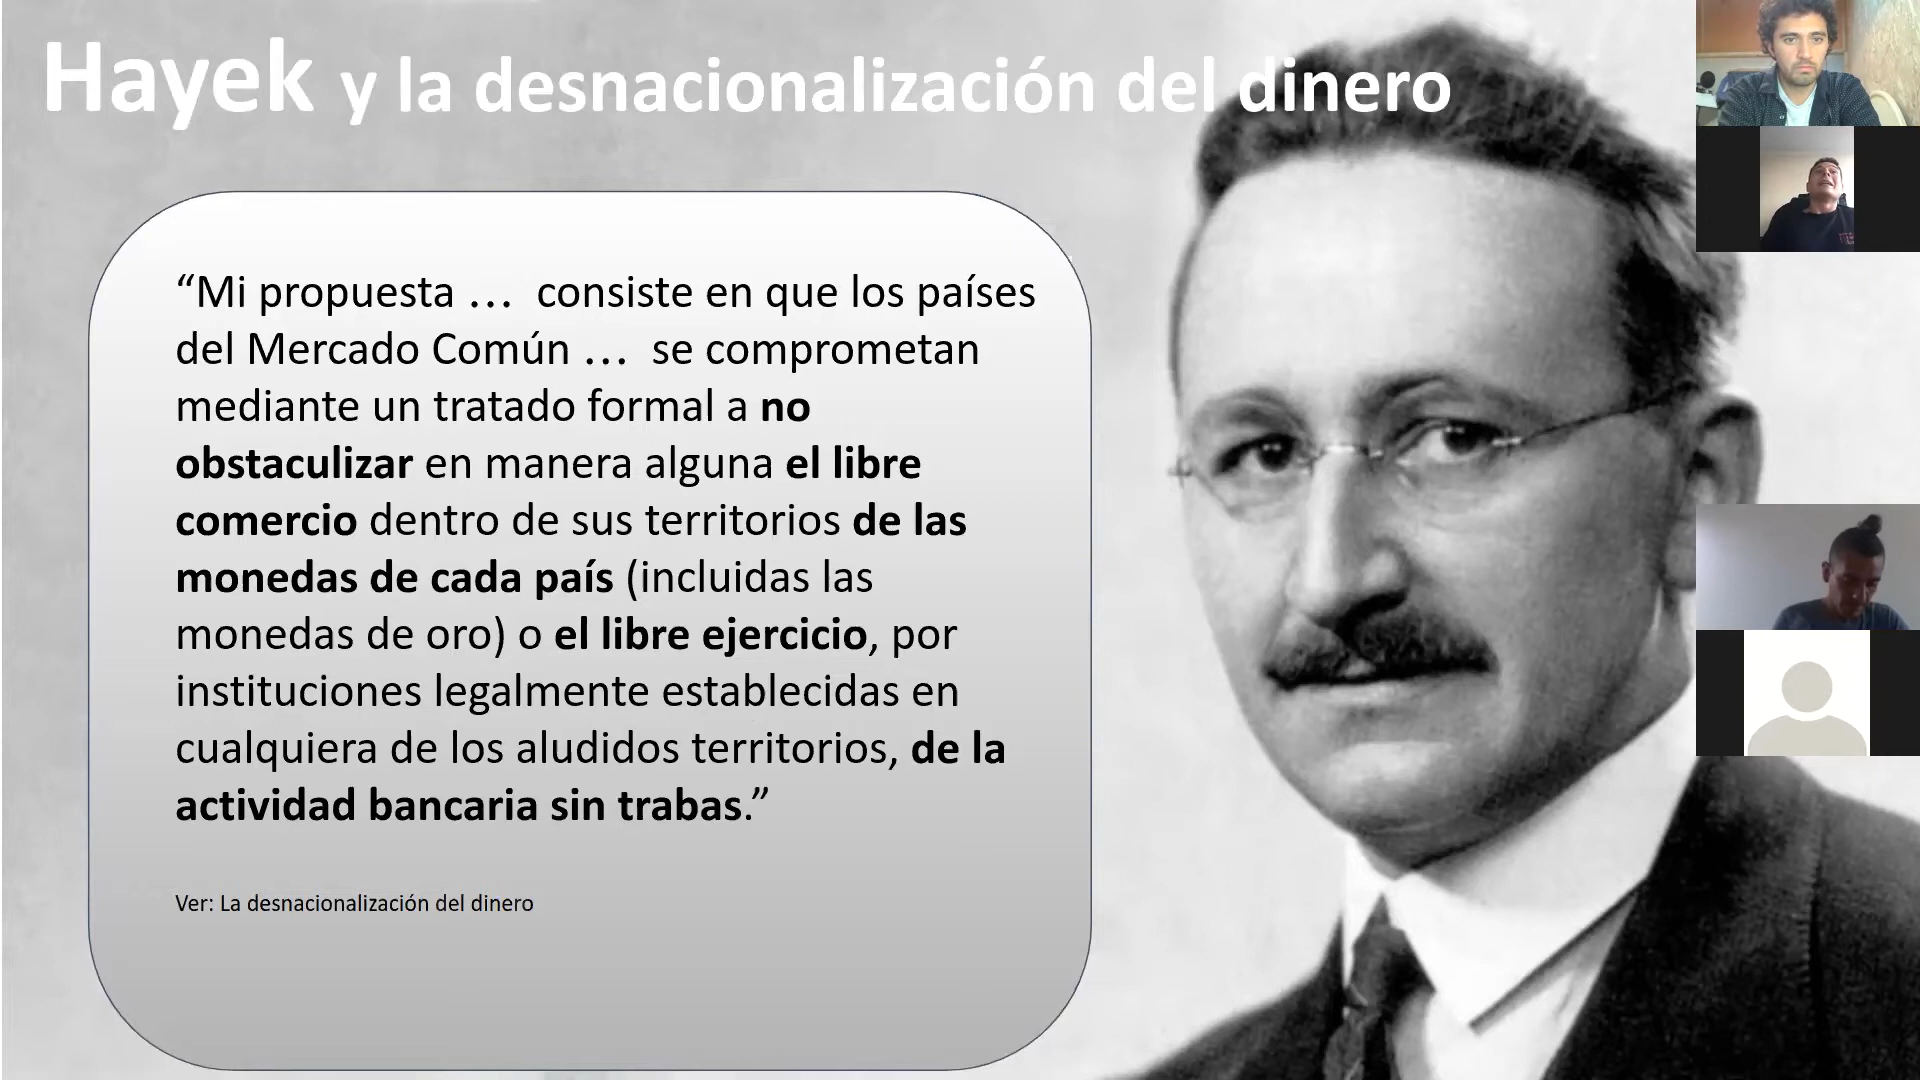 Hayek y la desnacionalización del dinero
“Mi propuesta … consiste en que los países
del Mercado Común … se comprometan
mediante un tratado formal a no
obstaculizar en manera alguna el libre
comercio dentro de sus territorios de las
monedas de cada país (incluidas las
monedas de oro) o el libre ejercicio, por
instituciones legalmente establecidas en
cualquiera de los aludidos territorios, de la
actividad bancaria sin trabas.”
Ver: La desnacionalización del dinero